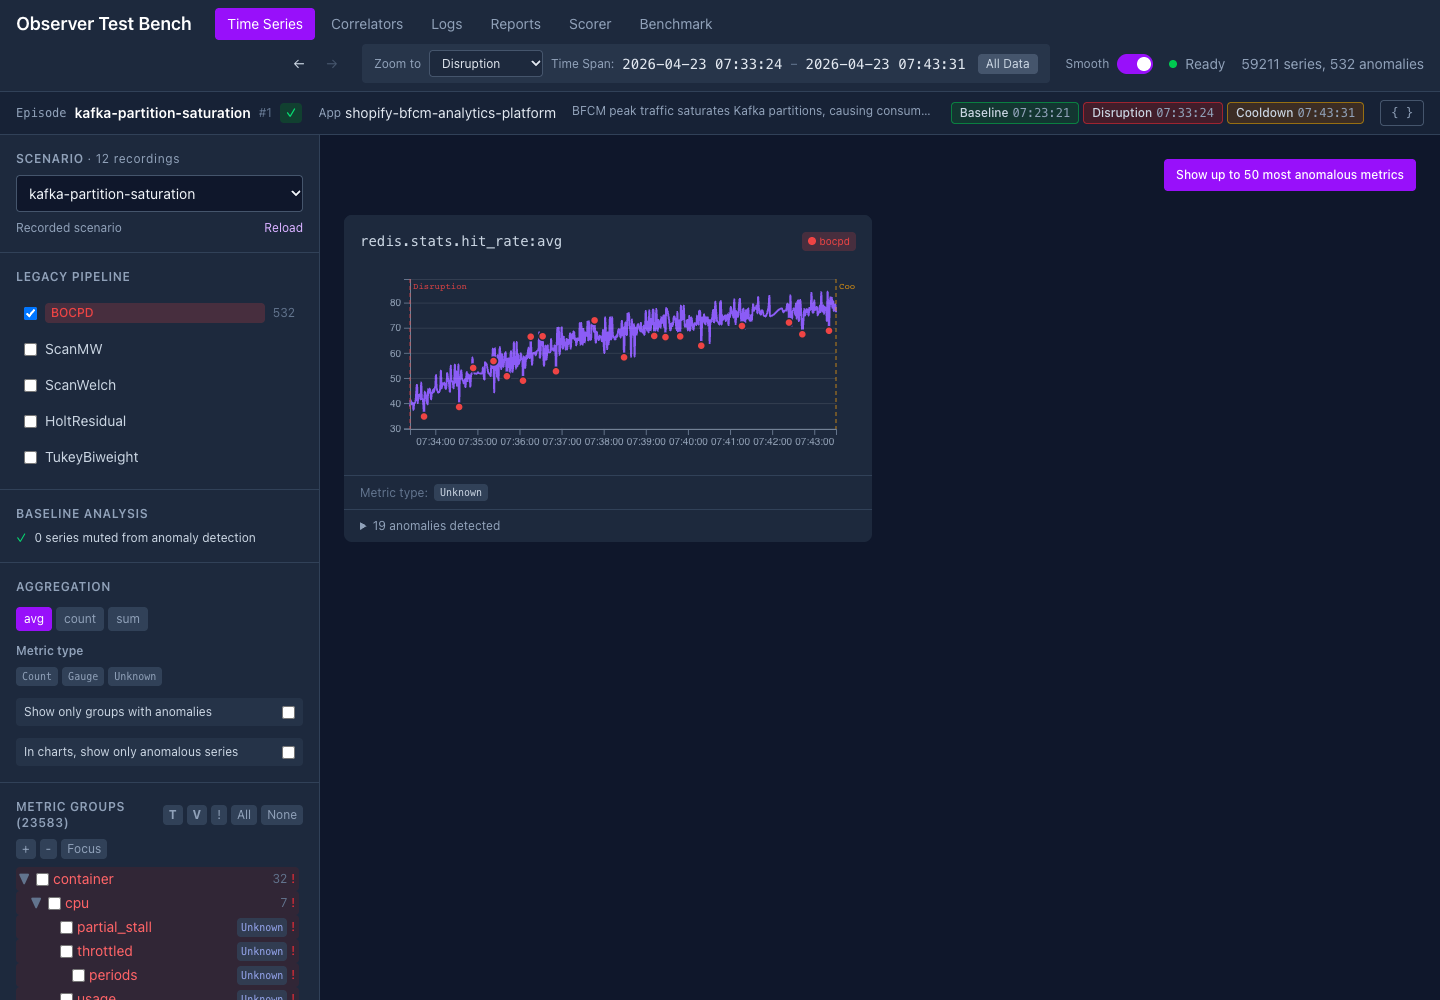 Observer Test Bench
Time Series
Correlators
Logs
Reports
Scorer
Benchmark
← →
Zoom to Disruption Time Span: 2026-04-23 07:33:24 – 2026-04-23 07:43:31 All Data
Smooth
Ready
59211 series, 532 anomalies
Episode kafka-partition-saturation #1 ✓
App shopify-bfcm-analytics-platform
BFCM peak traffic saturates Kafka partitions, causing consum...
Baseline 07:23:21
Disruption 07:33:24
Cooldown 07:43:31
{ }
SCENARIO · 12 recordings
kafka-partition-saturation
Recorded scenario Reload
LEGACY PIPELINE
BOCPD 532
ScanMW
ScanWelch
HoltResidual
TukeyBiweight
BASELINE ANALYSIS
✓ 0 series muted from anomaly detection
AGGREGATION
avg count sum
Metric type
Count Gauge Unknown
Show only groups with anomalies
In charts, show only anomalous series
METRIC GROUPS
(23583)
T V ! All None
+ - Focus
container 32 !
cpu 7 !
partial_stall Unknown !
throttled Unknown !
periods Unknown !
usage Unknown !
Show up to 50 most anomalous metrics
redis.stats.hit_rate:avg
bocpd
Disruption
Coo
80
70
60
50
40
30
07:34:00 07:35:00 07:36:00 07:37:00 07:38:00 07:39:00 07:40:00 07:41:00 07:42:00 07:43:00
Metric type: Unknown
19 anomalies detected